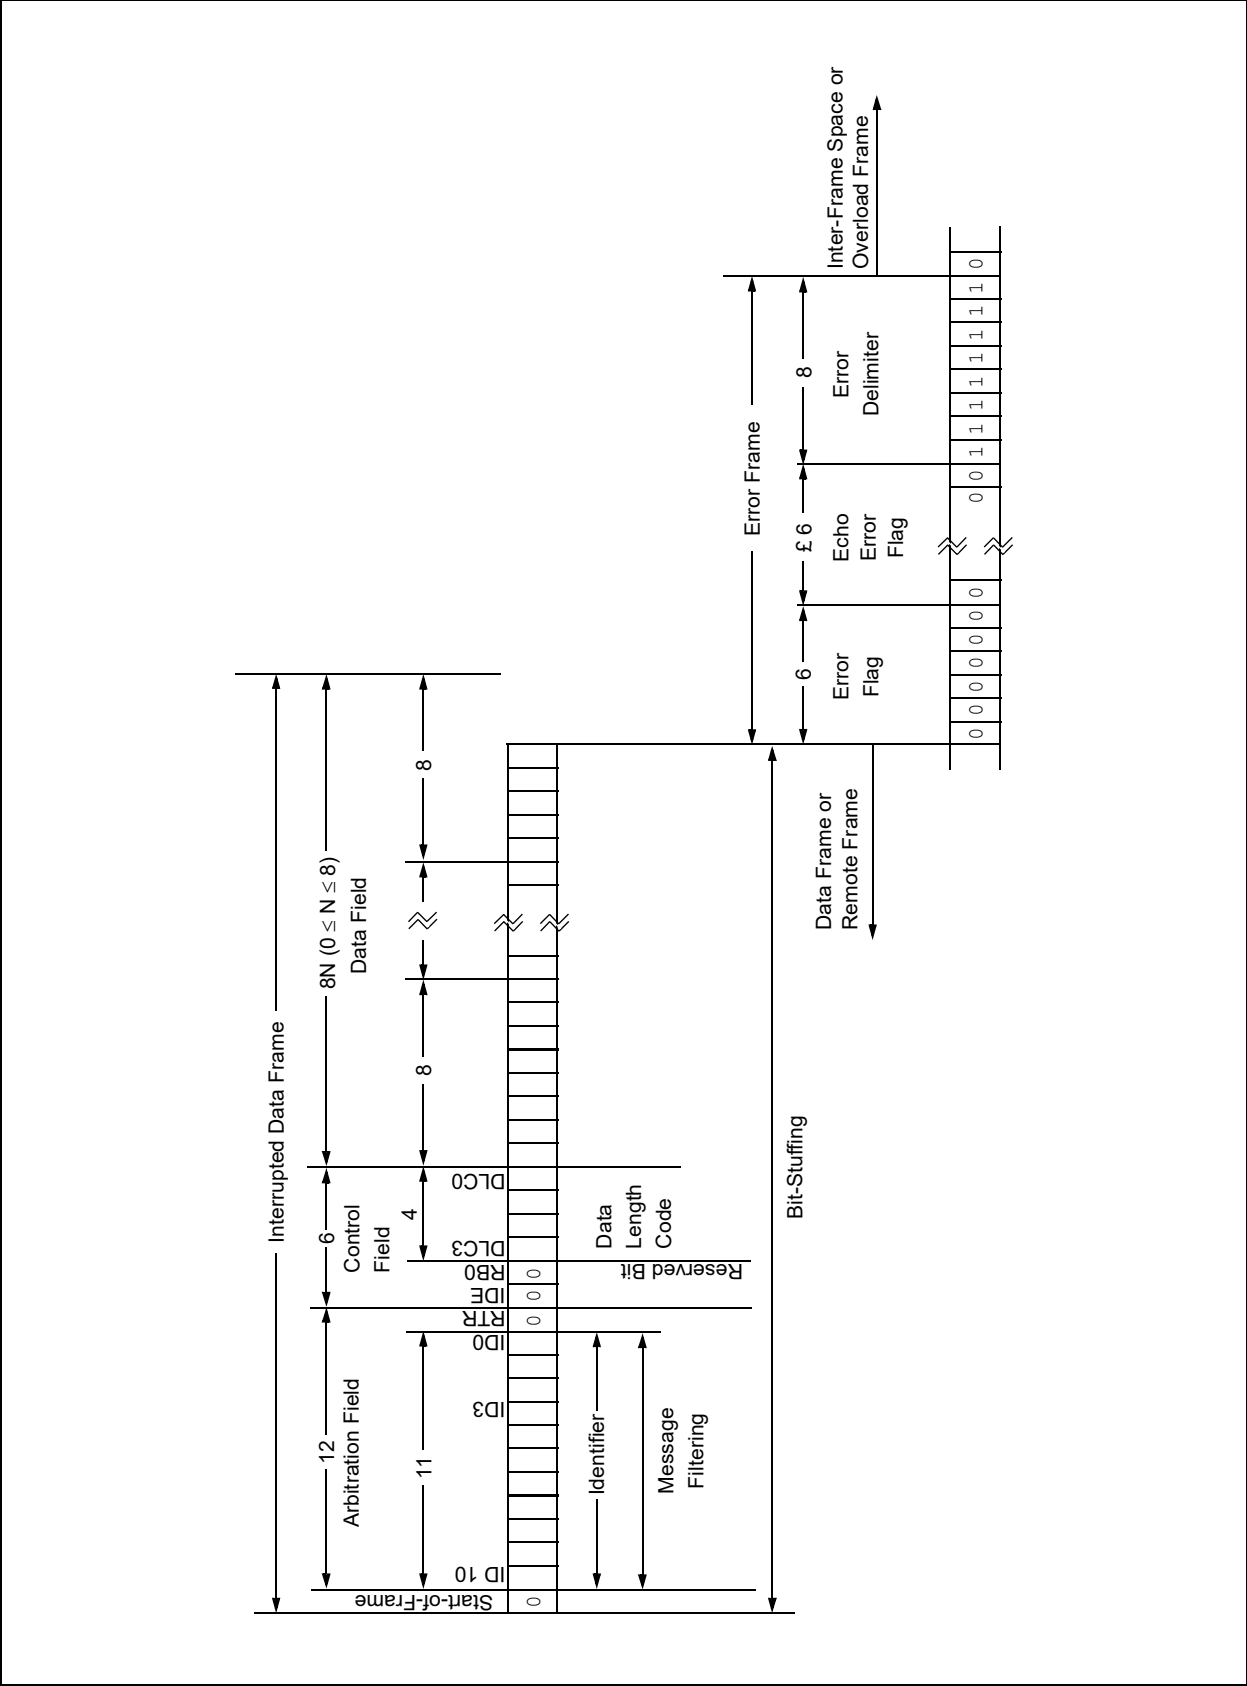 Interrupted Data Frame
12
Arbitration Field
6
Control
Field
8N (0 ≤ N ≤ 8)
Data Field
11
4
8
8
Start-of-Frame
ID 10
ID3
ID0
RTR
IDE
RB0
DLC3
DLC0
0
0
0
0
Identifier
Message
Filtering
Reserved Bit
Data
Length
Code
Bit-Stuffing
Error Frame
Data Frame or
Remote Frame
6
Error
Flag
£ 6
Echo
Error
Flag
8
Error
Delimiter
Inter-Frame Space or
Overload Frame
0 0 0 0 0 0 0 0 0 1 1 1 1 1 1 1 1 0